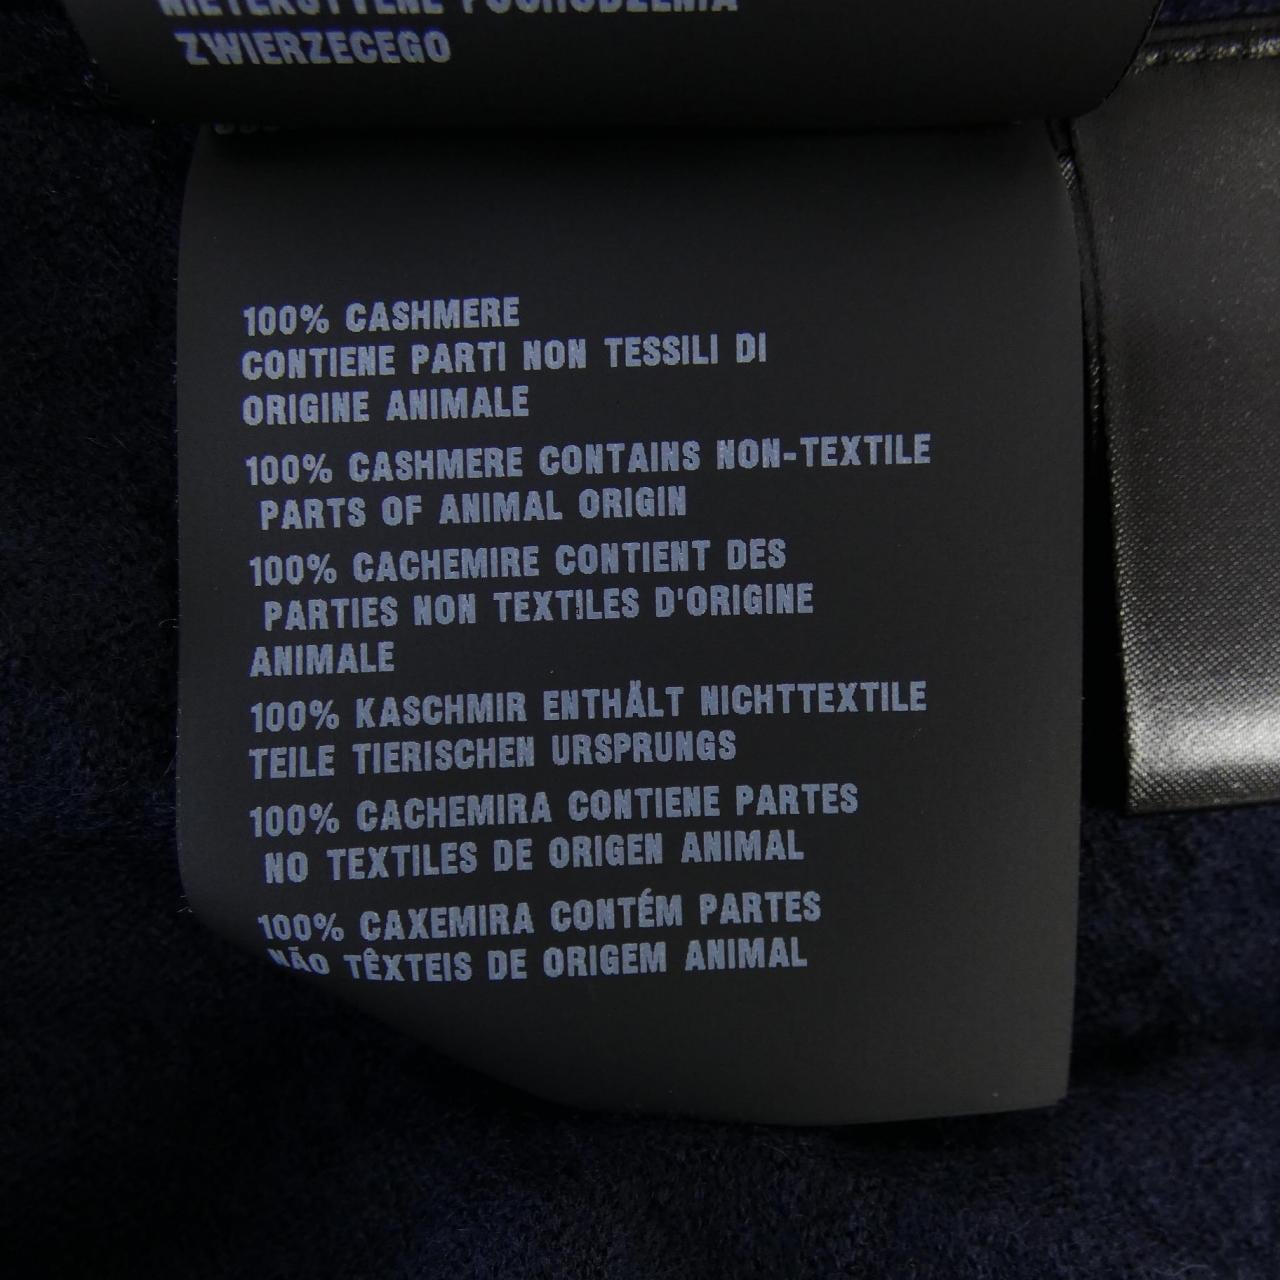 NIETEKSTYLNE POCHODZENIA
ZWIERZECEGO
100% CASHMERE
CONTIENE PARTI NON TESSILI DI
ORIGINE ANIMALE
100% CASHMERE CONTAINS NON-TEXTILE
PARTS OF ANIMAL ORIGIN
100% CACHEMIRE CONTIENT DES
PARTIES NON TEXTILES D'ORIGINE
ANIMALE
100% KASCHMIR ENTHÄLT NICHTTEXTILE
TEILE TIERISCHEN URSPRUNGS
100% CACHEMIRA CONTIENE PARTES
NO TEXTILES DE ORIGEN ANIMAL
100% CAXEMIRA CONTÉM PARTES
NÃO TÊXTEIS DE ORIGEM ANIMAL